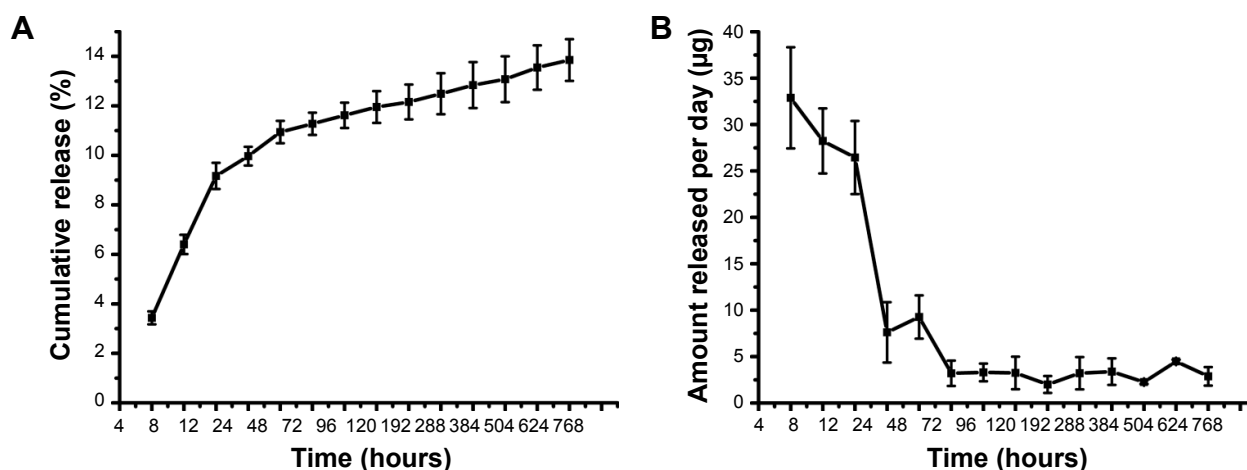 A
Cumulative release (%)
14
12
10
8
6
4
2
0
4 8 12 24 48 72 96 120 192 288 384 504 624 768
Time (hours)
B
Amount released per day (µg)
40
35
30
25
20
15
10
5
0
4 8 12 24 48 72 96 120 192 288 384 504 624 768
Time (hours)